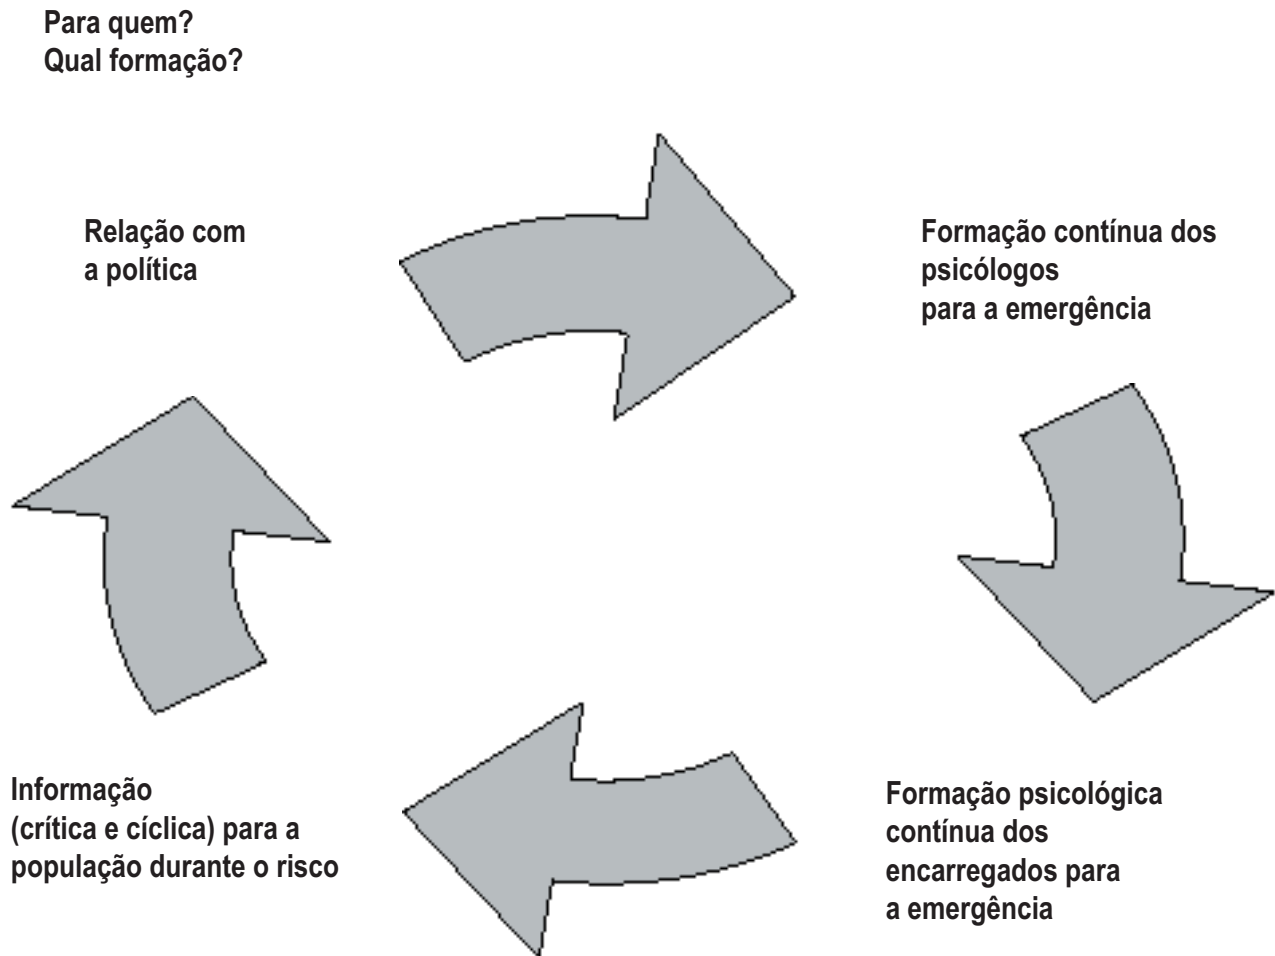 Para quem?
Qual formação?
Relação com
a política
Formação contínua dos
psicólogos
para a emergência
Formação psicológica
contínua dos
encarregados para
a emergência
Informação
(crítica e cíclica) para a
população durante o risco